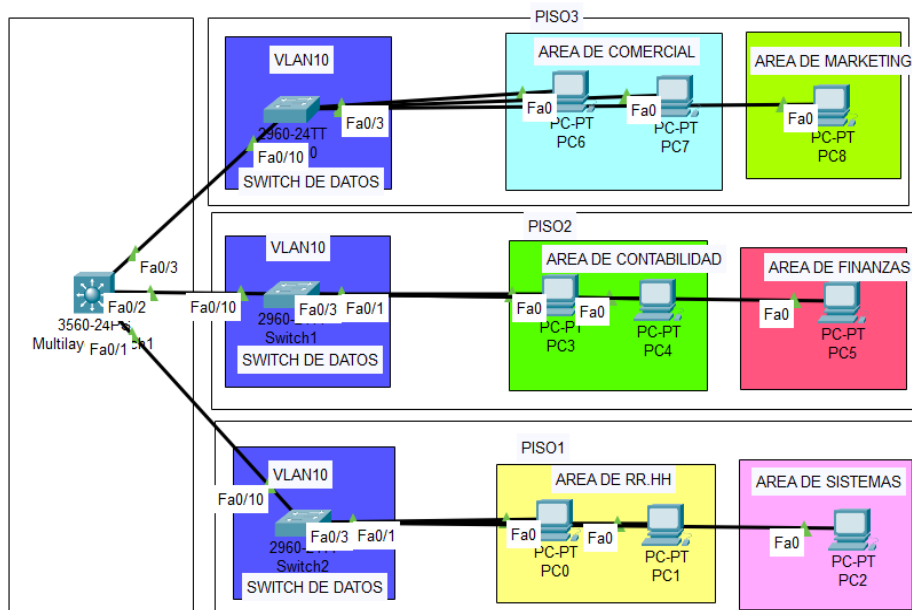 PISO3
VLAN10
AREA DE COMERCIAL
AREA DE MARKETING
Fa0/3
Fa0
Fa0
Fa0
2960-24TT
Fa0/10
PC-PT
PC6
PC-PT
PC7
PC-PT
PC8
SWITCH DE DATOS
PISO2
VLAN10
AREA DE CONTABILIDAD
AREA DE FINANZAS
Fa0/3
Fa0/2
Fa0/10
Fa0/3
Fa0/1
Fa0
Fa0
Fa0
Fa0/1
Switch1
PC-PT
PC3
PC-PT
PC4
PC-PT
PC5
SWITCH DE DATOS
PISO1
VLAN10
AREA DE RR.HH
AREA DE SISTEMAS
Fa0/10
Fa0/3
Fa0/1
Fa0
Fa0
Fa0
Switch2
PC-PT
PC0
PC-PT
PC1
PC-PT
PC2
SWITCH DE DATOS